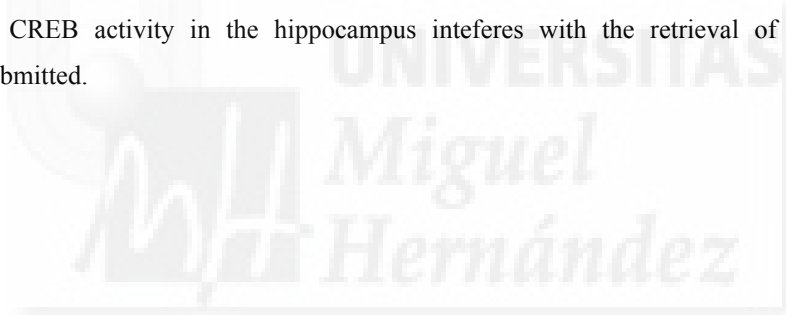 CREB activity in the hippocampus inteferes with the retrieval of
bmitted.
UNIVERSITAS
Miguel
Hernández